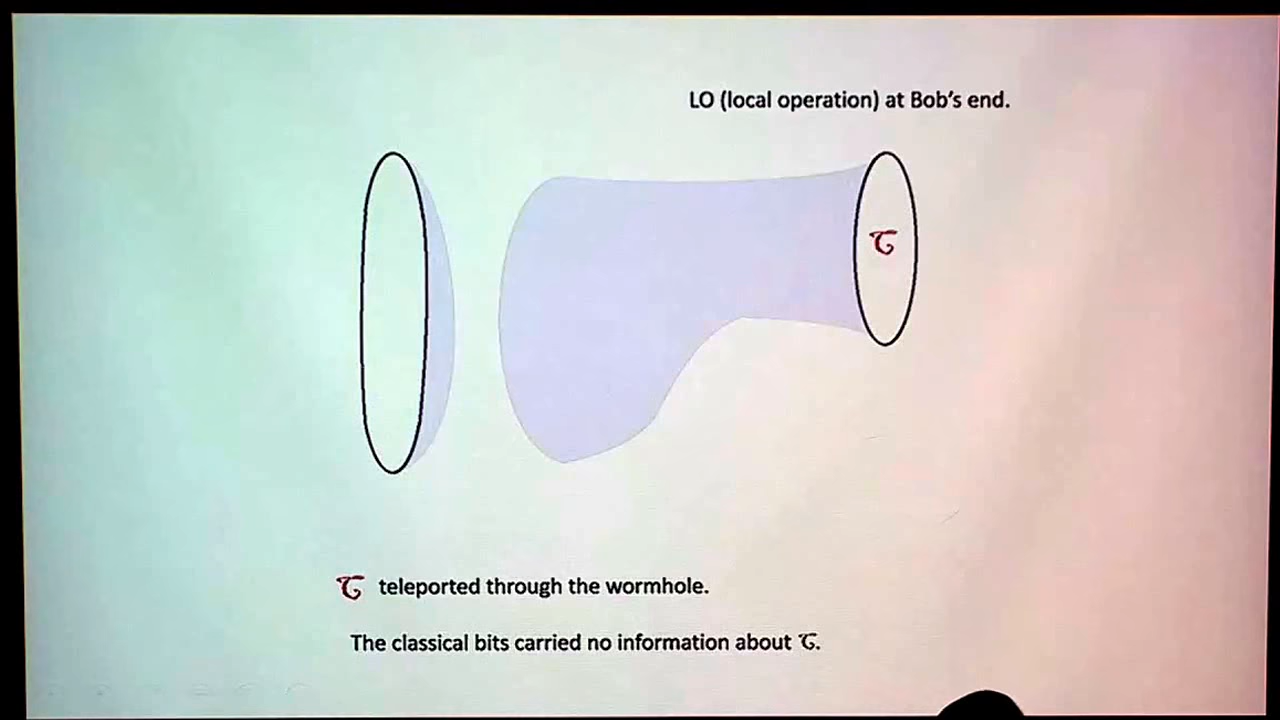 LO (local operation) at Bob's end.
𝒯
𝒯 teleported through the wormhole.
The classical bits carried no information about 𝒯.